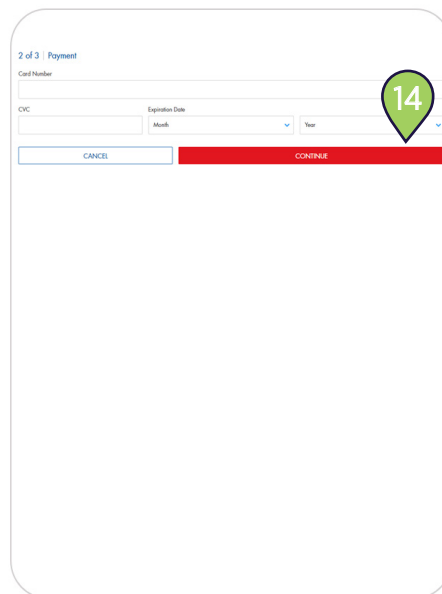 2 of 3 | Payment
Card Number
14
CVC Expiration Date
Month Year
CANCEL CONTINUE